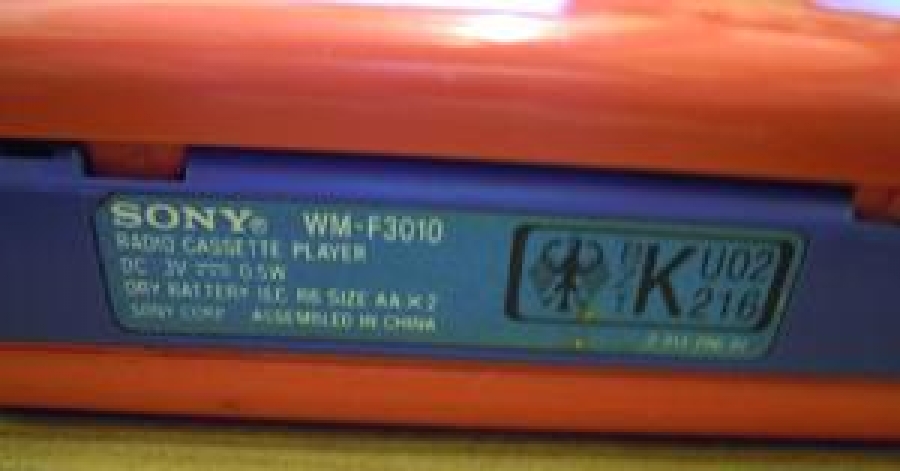 SONY® WM-F3010
RADIO CASSETTE PLAYER
DC 3V 0.5W
DRY BATTERY IEC R6 SIZE AA × 2
SONY CORP ASSEMBLED IN CHINA
K U02
216